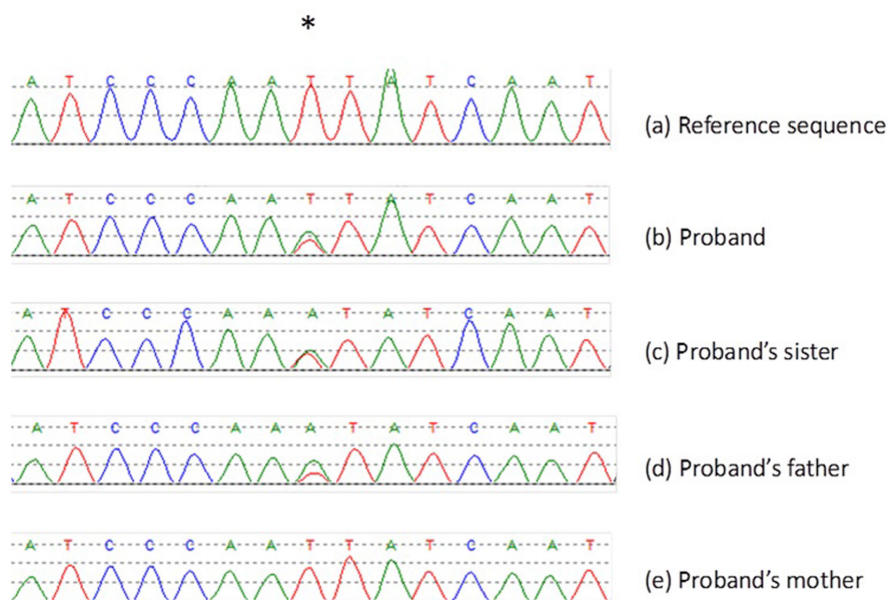 *
A T C C C A A T T A T C A A T
(a) Reference sequence
A T C C C A A T T A T C A A T
(b) Proband
A T C C C A A A T A T C A A T
(c) Proband's sister
A T C C C A A A T A T C A A T
(d) Proband's father
A T C C C A A T T A T C A A T
(e) Proband's mother